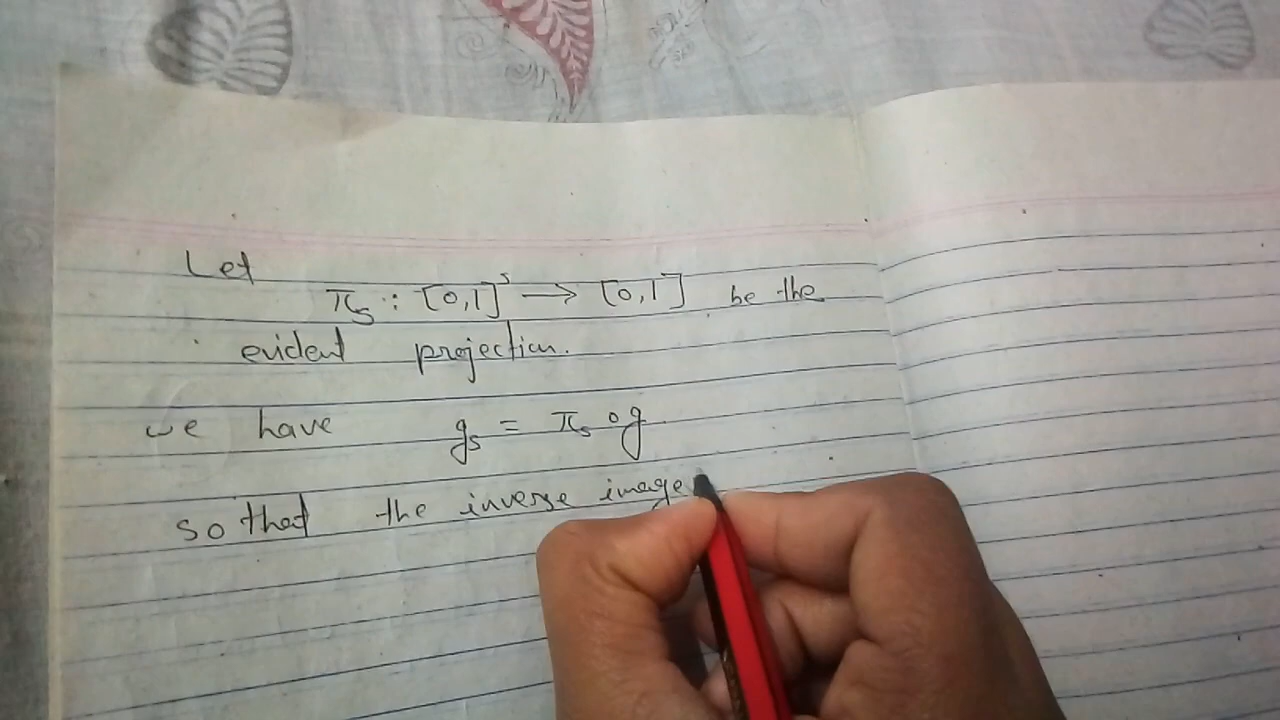 Let
π_s : [0,1]^s → [0,1] be the
evident projection.
we have g_s = π_s ∘ g
so that the inverse image